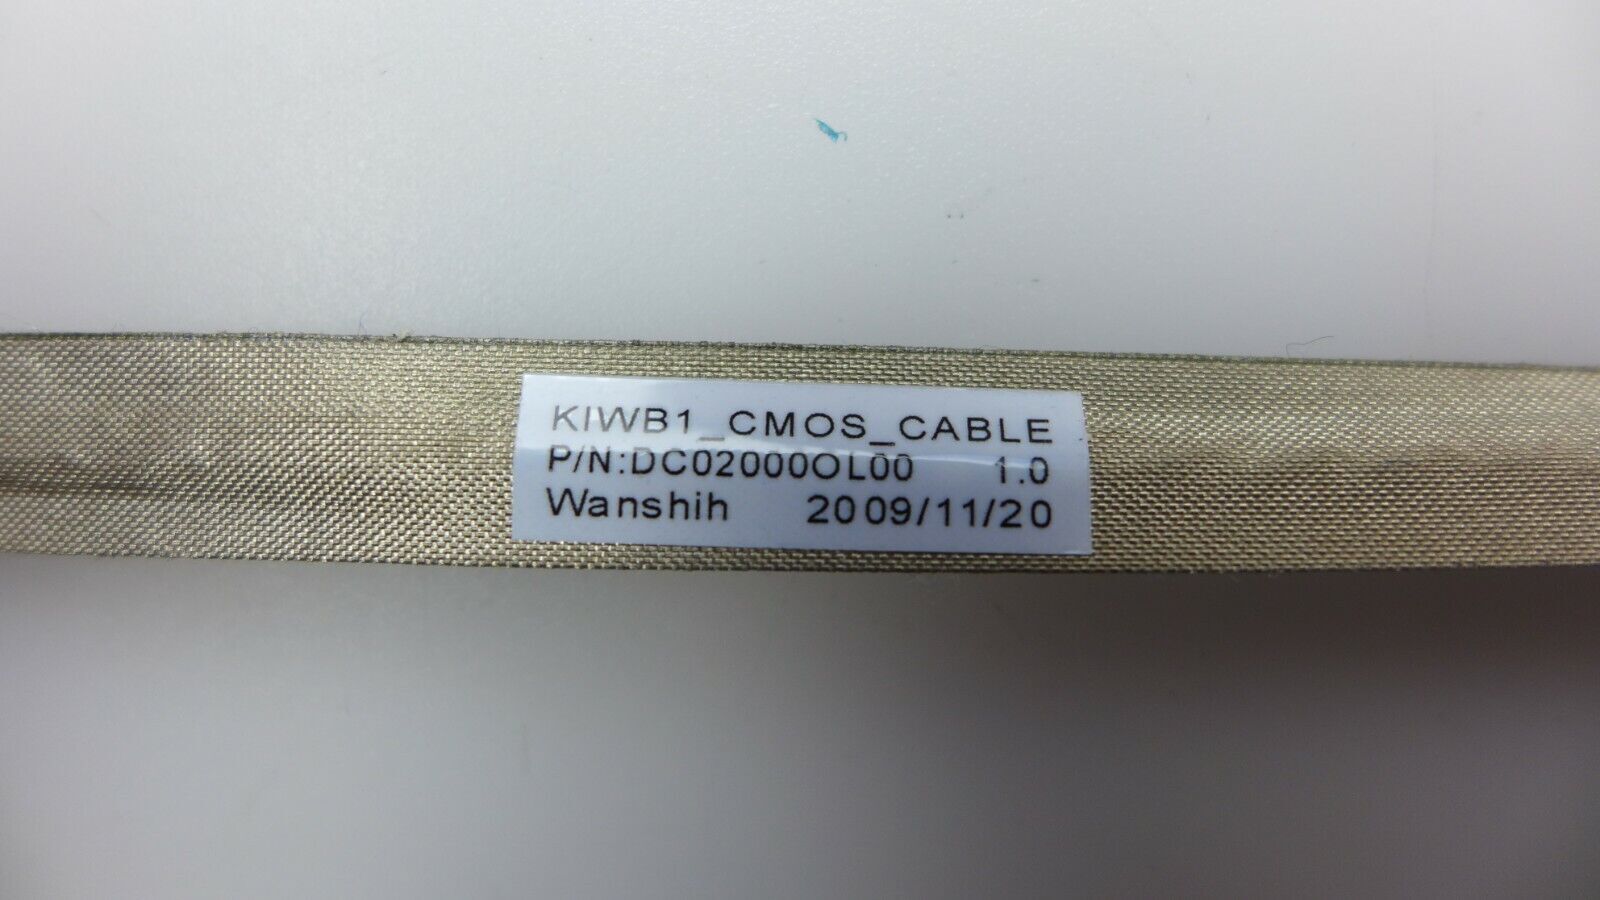 KIWB1_CMOS_CABLE
P/N:DC02000OL00 1.0
Wanshih 2009/11/20